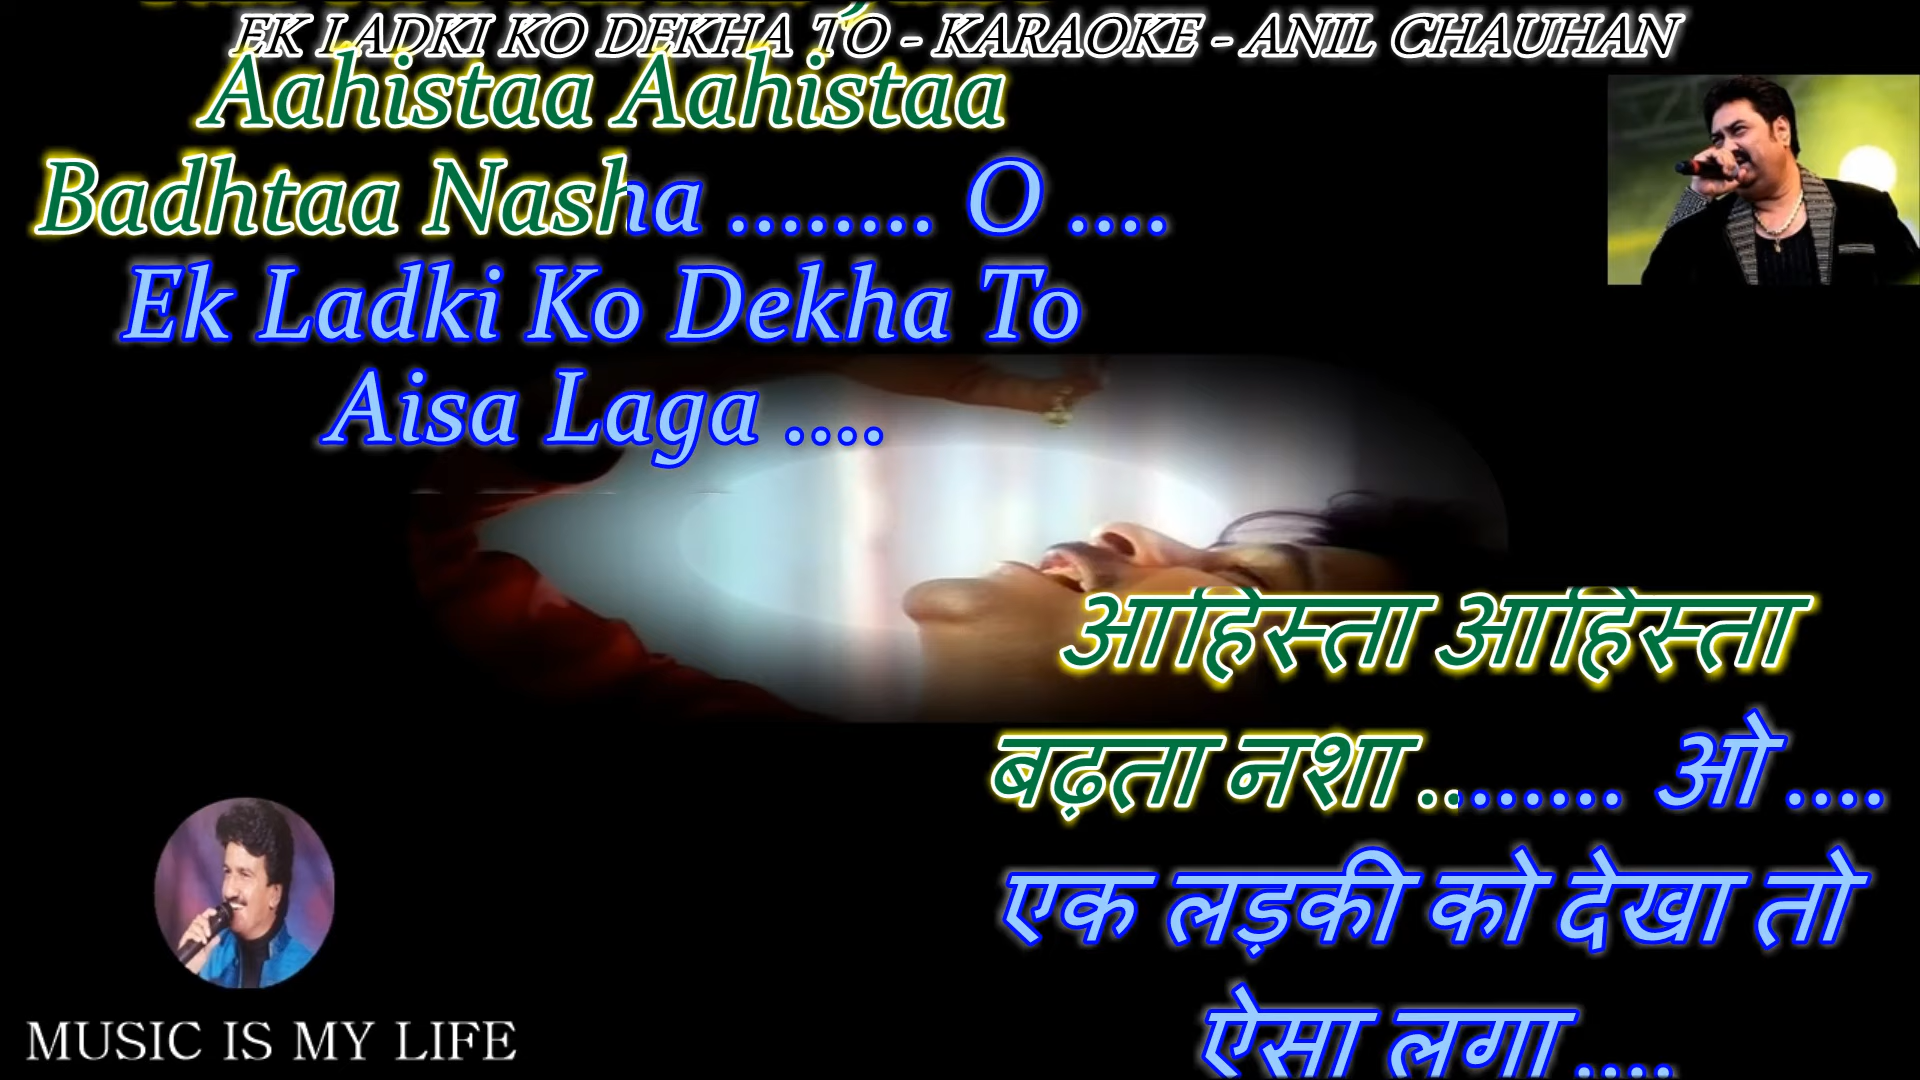 EK LADKI KO DEKHA TO - KARAOKE - ANIL CHAUHAN
Aahistaa Aahistaa
Badhtaa Nasha ........ O ....
Ek Ladki Ko Dekha To
Aisa Laga ....
आहिस्ता आहिस्ता
बढ़ता नशा ........ ओ ....
एक लड़की को देखा तो
ऐसा लगा ....
MUSIC IS MY LIFE